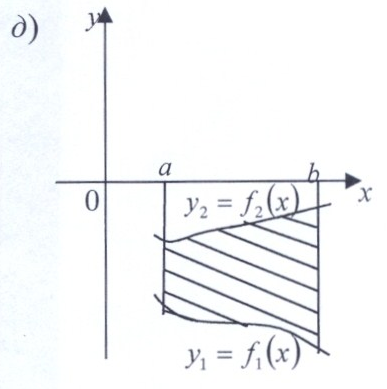 д)
y
a
b
x
0
y₂ = f₂(x)
y₁ = f₁(x)